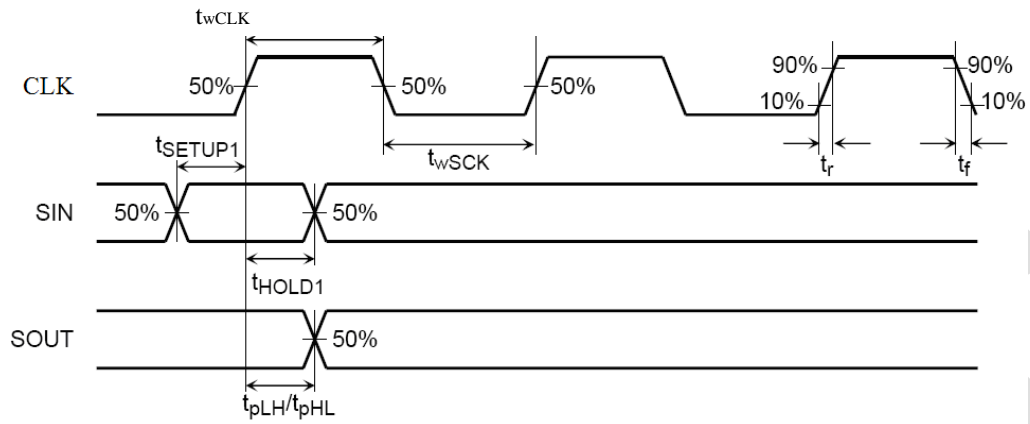 twCLK
CLK 50% 50% 50% 90% 90%
10% 10%
tSETUP1 twSCK tr tf
SIN 50% 50%
tHOLD1
SOUT 50%
tpLH/tpHL